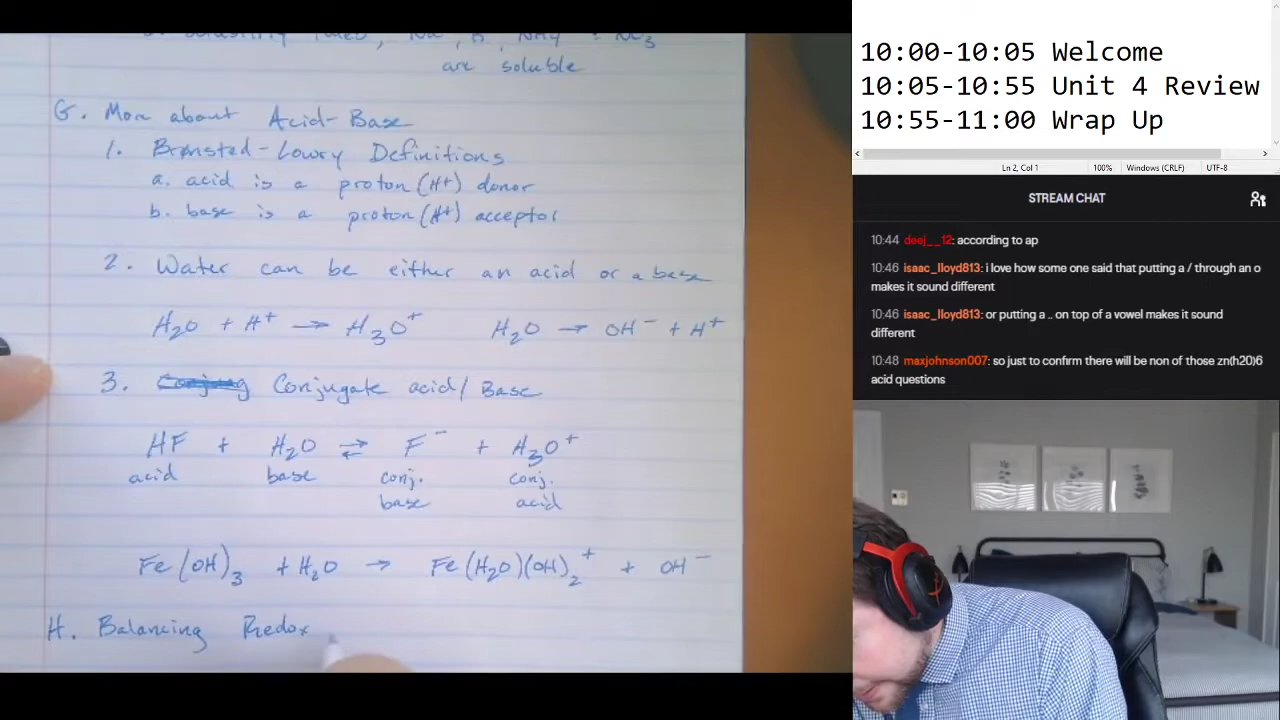 are soluble
G. More about Acid-Base
1. Brønsted-Lowry Definitions
a. acid is a proton (H+) donor
b. base is a proton (H+) acceptor
2. Water can be either an acid or a base
H₂O + H⁺ → H₃O⁺ H₂O → OH⁻ + H⁺
3. Conjugate acid/Base
HF + H₂O ⇌ F⁻ + H₃O⁺
acid base conj. conj.
base acid
Fe(OH)₃ + H₂O → Fe(H₂O)(OH)₂⁺ + OH⁻
H. Balancing Redox
10:00-10:05 Welcome
10:05-10:55 Unit 4 Review
10:55-11:00 Wrap Up
Ln 2, Col 1 100% Windows (CRLF) UTF-8
STREAM CHAT
10:44 deej__12: according to ap
10:46 isaac_lloyd813: i love how some one said that putting a / through an o
makes it sound different
10:46 isaac_lloyd813: or putting a .. on top of a vowel makes it sound
different
10:48 maxjohnson007: so just to confirm there will be non of those zn(h20)6
acid questions